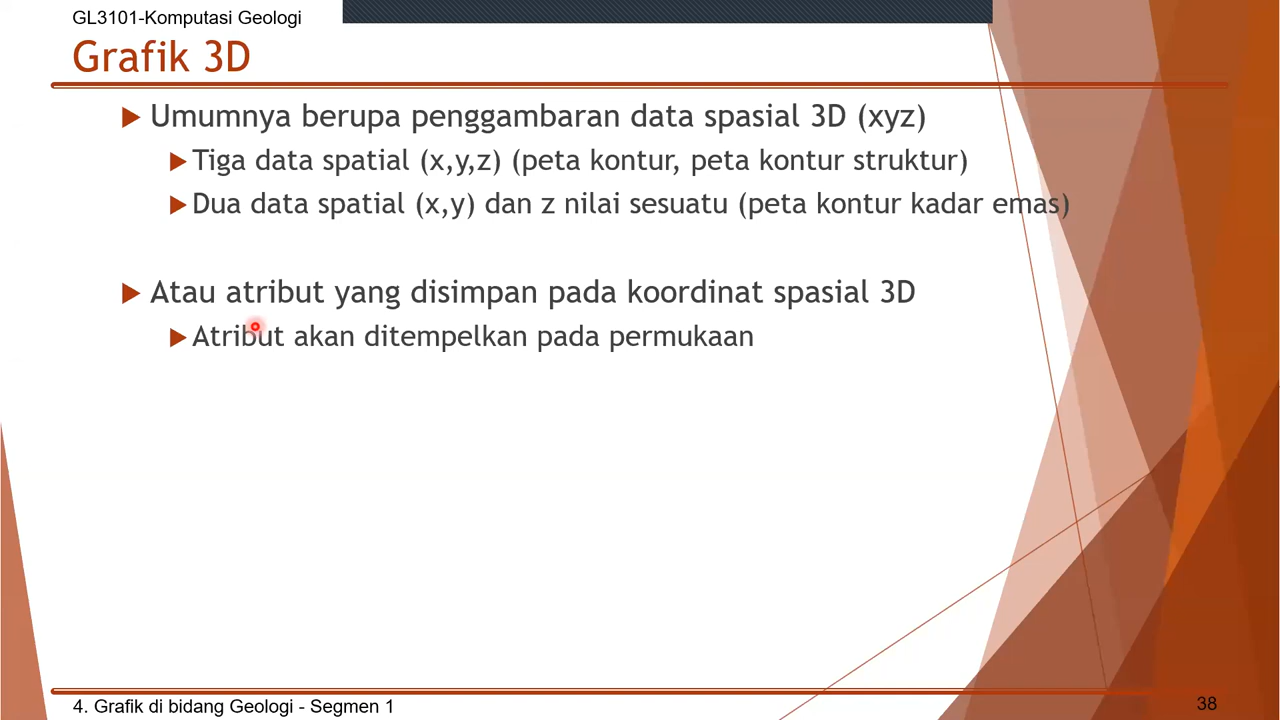 GL3101-Komputasi Geologi
Grafik 3D
Umumnya berupa penggambaran data spasial 3D (xyz)
Tiga data spatial (x,y,z) (peta kontur, peta kontur struktur)
Dua data spatial (x,y) dan z nilai sesuatu (peta kontur kadar emas)
Atau atribut yang disimpan pada koordinat spasial 3D
Atribut akan ditempelkan pada permukaan
4. Grafik di bidang Geologi - Segmen 1
38